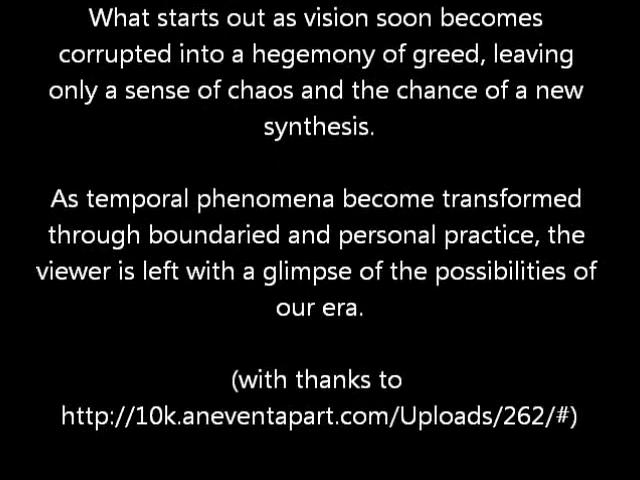 What starts out as vision soon becomes
corrupted into a hegemony of greed, leaving
only a sense of chaos and the chance of a new
synthesis.
As temporal phenomena become transformed
through boundaried and personal practice, the
viewer is left with a glimpse of the possibilities of
our era.
(with thanks to
http://10k.aneventapart.com/Uploads/262/#)